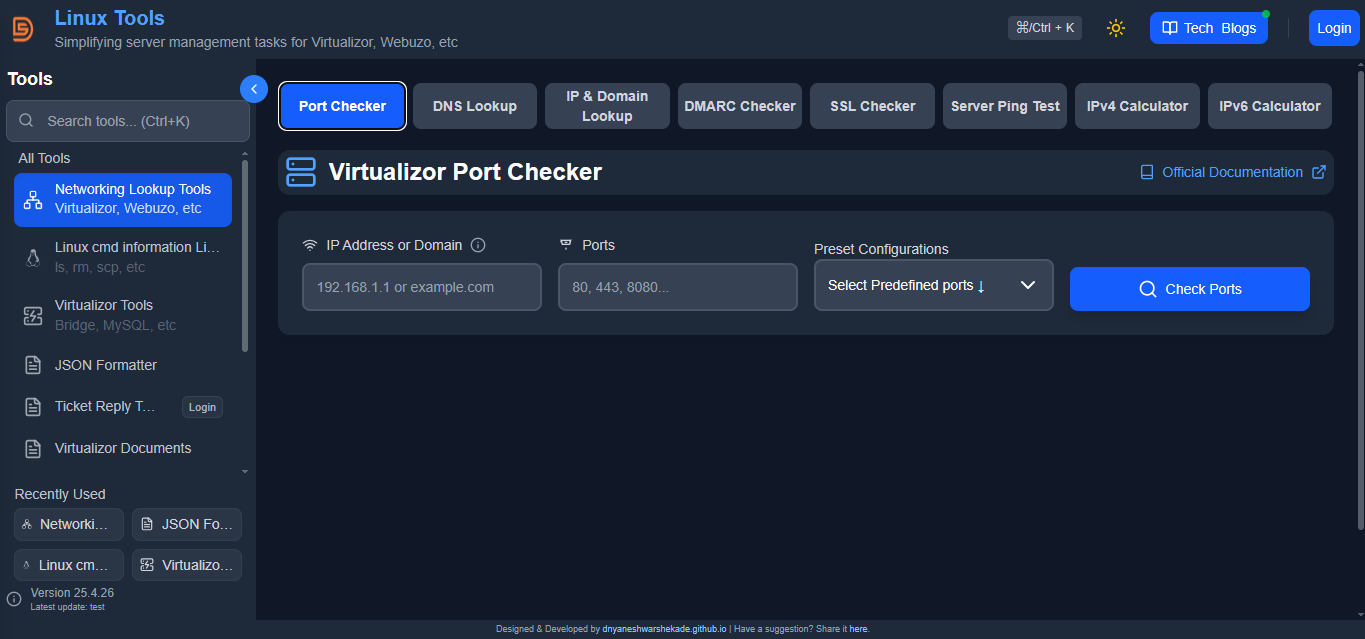 Linux Tools
Simplifying server management tasks for Virtualizor, Webuzo, etc
⌘/Ctrl + K
Tech Blogs
Login
Tools
Search tools... (Ctrl+K)
All Tools
Networking Lookup Tools
Virtualizor, Webuzo, etc
Linux cmd information Li...
ls, rm, scp, etc
Virtualizor Tools
Bridge, MySQL, etc
JSON Formatter
Ticket Reply T...
Login
Virtualizor Documents
Recently Used
Networki...
JSON Fo...
Linux cm...
Virtualizo...
Version 25.4.26
Latest update: test
Port Checker
DNS Lookup
IP & Domain
Lookup
DMARC Checker
SSL Checker
Server Ping Test
IPv4 Calculator
IPv6 Calculator
Virtualizor Port Checker
Official Documentation
IP Address or Domain
192.168.1.1 or example.com
Ports
80, 443, 8080...
Preset Configurations
Select Predefined ports ↓
Check Ports
Designed & Developed by dnyaneshwarshekade.github.io | Have a suggestion? Share it here.